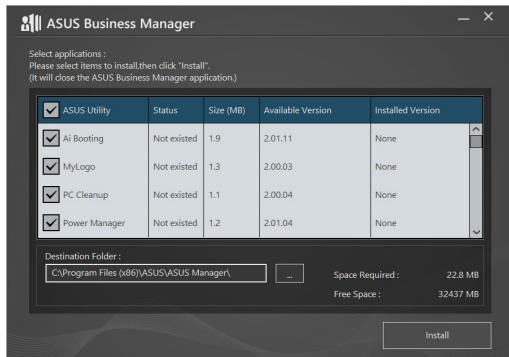 ASUS Business Manager
Select applications :
Please select items to install,then click "Install".
(It will close the ASUS Business Manager application.)
ASUS Utility Status Size (MB) Available Version Installed Version
Ai Booting Not existed 1.9 2.01.11 None
MyLogo Not existed 1.3 2.00.03 None
PC Cleanup Not existed 1.1 2.00.04 None
Power Manager Not existed 1.2 2.01.04 None
Destination Folder :
C:\Program Files (x86)\ASUS\ASUS Manager\ ... Space Required : 22.8 MB
Free Space : 32437 MB
Install